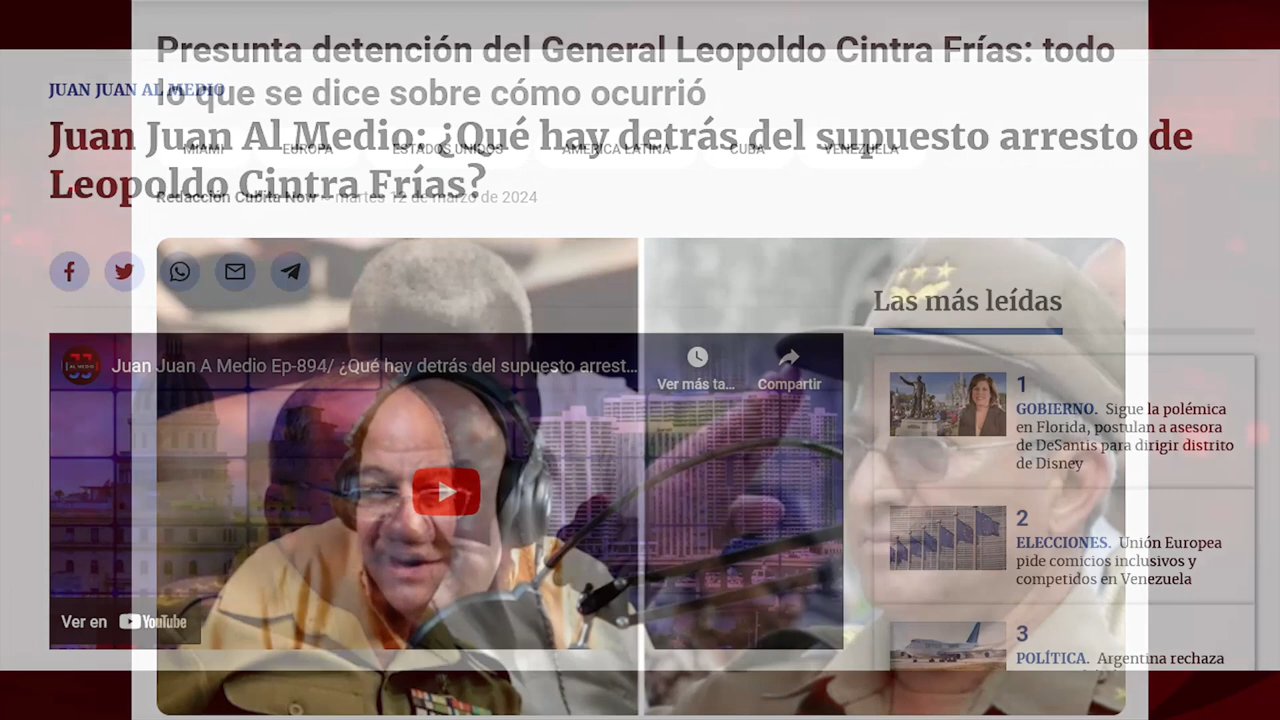 Presunta detención del General Leopoldo Cintra Frías: todo
lo que se dice sobre cómo ocurrió
JUAN JUAN AL MEDIO
Juan Juan Al Medio: ¿Qué hay detrás del supuesto arresto de
Leopoldo Cintra Frías?
MIAMI EUROPA ESTADOS UNIDOS AMÉRICA LATINA CUBA VENEZUELA
Redacción Cubita Now - martes 12 de marzo de 2024
Juan Juan A Medio Ep-894/ ¿Qué hay detrás del supuesto arrest...
Ver más ta...
Compartir
AL MEDIO
Ver en YouTube
Las más leídas
1
GOBIERNO. Sigue la polémica
en Florida, postulan a asesora
de DeSantis para dirigir distrito
de Disney
2
ELECCIONES. Unión Europea
pide comicios inclusivos y
competidos en Venezuela
3
POLÍTICA. Argentina rechaza